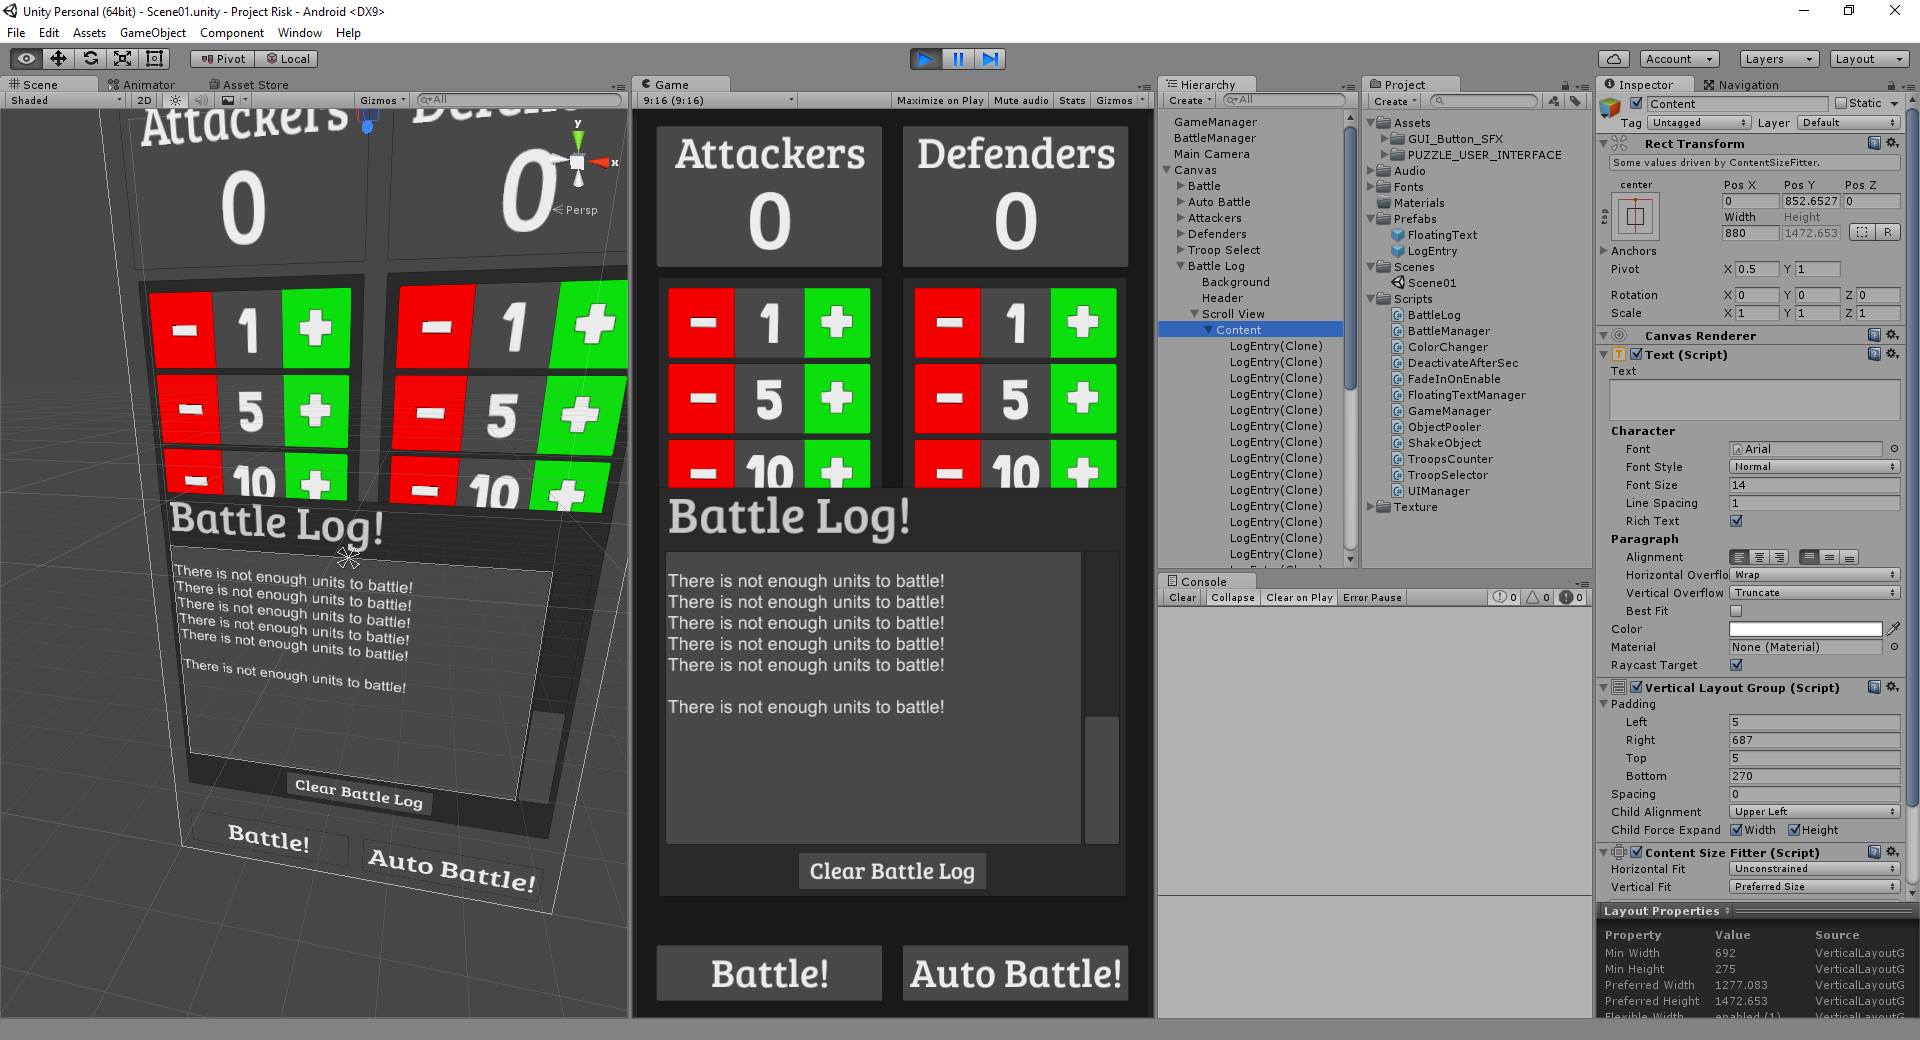 Unity Personal (64bit) - Scene01.unity - Project Risk - Android <DX9>
File Edit Assets GameObject Component Window Help
Pivot Local Account Layers Layout
Scene Animator Asset Store
Shaded 2D Gizmos All
Attackers
0
0
Persp
y
x
1
1
5
5
10
10
Battle Log!
There is not enough units to battle!
There is not enough units to battle!
There is not enough units to battle!
There is not enough units to battle!
There is not enough units to battle!
There is not enough units to battle!
Clear Battle Log
Battle!
Auto Battle!
Game
9:16 (9:16) Maximize on Play Mute audio Stats Gizmos
Attackers Defenders
0 0
1 1
5 5
10 10
Battle Log!
There is not enough units to battle!
There is not enough units to battle!
There is not enough units to battle!
There is not enough units to battle!
There is not enough units to battle!
There is not enough units to battle!
Clear Battle Log
Battle! Auto Battle!
Hierarchy
Create All
GameManager
BattleManager
Main Camera
Canvas
Battle
Auto Battle
Attackers
Defenders
Troop Select
Battle Log
Background
Header
Scroll View
Content
LogEntry(Clone)
LogEntry(Clone)
LogEntry(Clone)
LogEntry(Clone)
LogEntry(Clone)
LogEntry(Clone)
LogEntry(Clone)
LogEntry(Clone)
LogEntry(Clone)
LogEntry(Clone)
LogEntry(Clone)
LogEntry(Clone)
LogEntry(Clone)
LogEntry(Clone)
Project
Create
Assets
GUI_Button_SFX
PUZZLE_USER_INTERFACE
Audio
Fonts
Materials
Prefabs
FloatingText
LogEntry
Scenes
Scene01
Scripts
BattleLog
BattleManager
ColorChanger
DeactivateAfterSec
FadeInOnEnable
FloatingTextManager
GameManager
ObjectPooler
ShakeObject
TroopsCounter
TroopSelector
UIManager
Texture
Console
Clear Collapse Clear on Play Error Pause 0 0 0
Inspector Navigation
Content Static
Tag Untagged Layer Default
Rect Transform
Some values driven by ContentSizeFitter.
center Pos X Pos Y Pos Z
top 0 852.6527 0
Width Height
880 1472.653 R
Anchors
Pivot X 0.5 Y 1
Rotation X 0 Y 0 Z 0
Scale X 1 Y 1 Z 1
Canvas Renderer
Text (Script)
Text
Character
Font Arial
Font Style Normal
Font Size 14
Line Spacing 1
Rich Text
Paragraph
Alignment
Horizontal Overflo Wrap
Vertical Overflow Truncate
Best Fit
Color
Material None (Material)
Raycast Target
Vertical Layout Group (Script)
Padding
Left 5
Right 687
Top 5
Bottom 270
Spacing 0
Child Alignment Upper Left
Child Force Expand Width Height
Content Size Fitter (Script)
Horizontal Fit Unconstrained
Vertical Fit Preferred Size
Layout Properties
Property Value Source
Min Width 692 VerticalLayoutG
Min Height 275 VerticalLayoutG
Preferred Width 1277.083 VerticalLayoutG
Preferred Height 1472.653 VerticalLayoutG